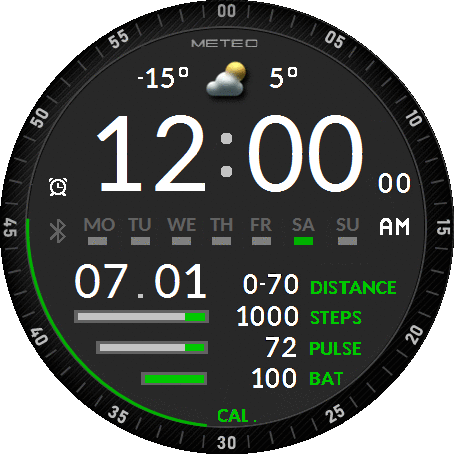 00
55
05
METEO
-15° 5°
50
10
12:00
00
MO TU WE TH FR SA SU
AM
45
15
07.01
0-70 DISTANCE
1000 STEPS
72 PULSE
100 BAT
40
20
CAL.
35
25
30